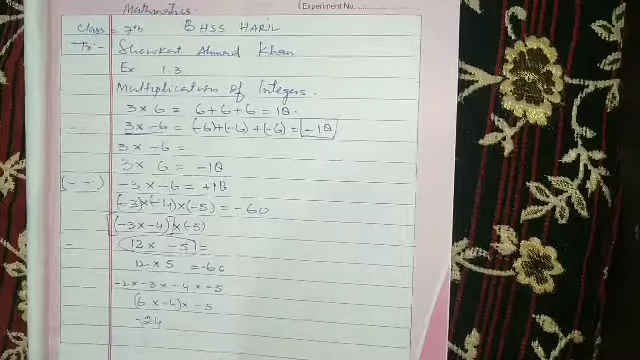 Mathematics.
(Experiment No.
Class = 7th BHSS HARIL
Tr:- Showkat Ahmad Khan
Ex 1.3
Multiplication of Integers.
3 × 6 = 6+6+6 = 18.
3 × -6 = (-6)+(-6)+(-6) = -18
3 × -6 =
3 × 6 = -18
(- -) -3 × -6 = +18
(-3)×(-4)×(-5) = -60
(-3×-4)×(-5)
- (12 × -5) =
12 × 5 = -60
-2 × -3 × -4 × -5
(6 × -4) × -5
-24